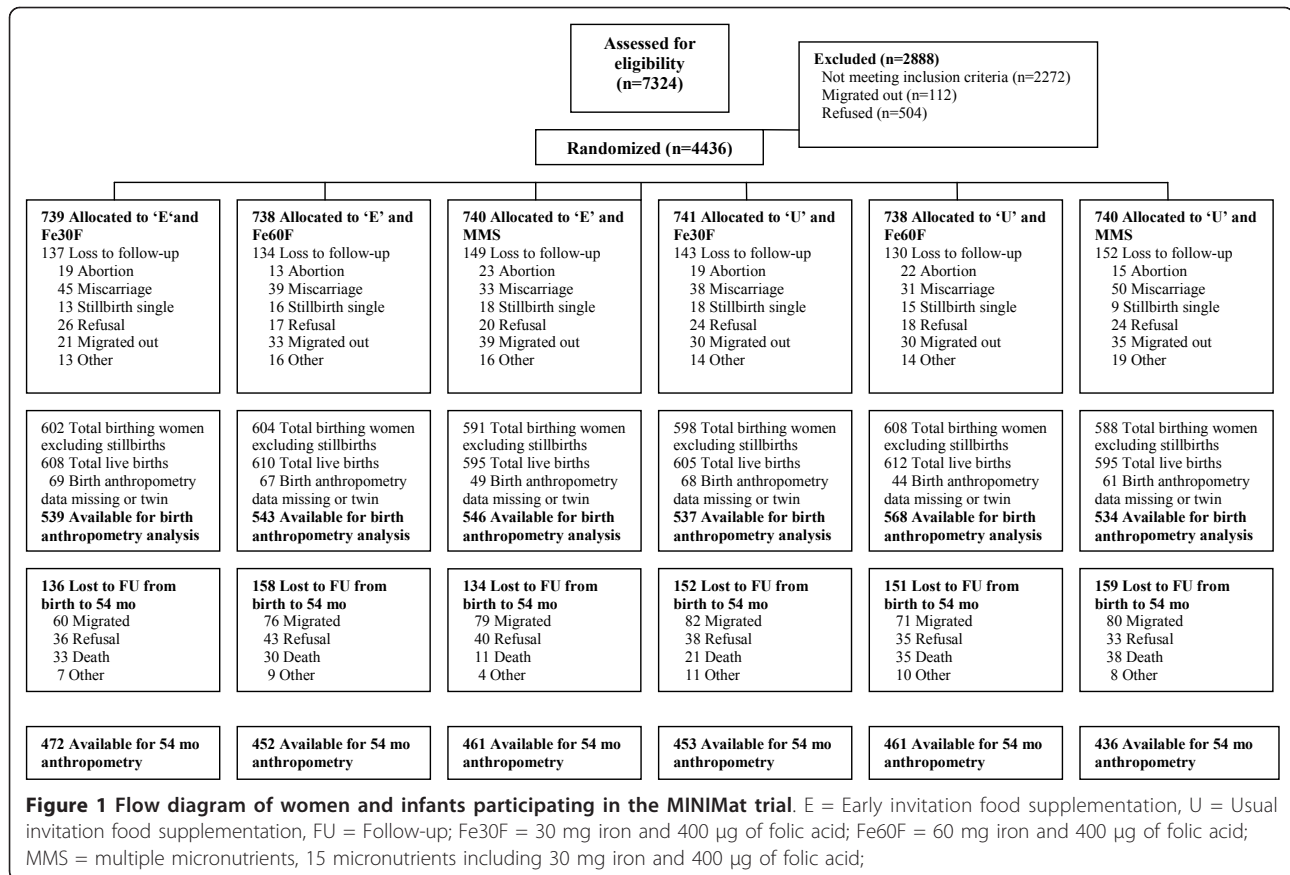 Assessed for
eligibility
(n=7324)
Excluded (n=2888)
Not meeting inclusion criteria (n=2272)
Migrated out (n=112)
Refused (n=504)
Randomized (n=4436)
739 Allocated to ‘E‘and
Fe30F
137 Loss to follow-up
19 Abortion
45 Miscarriage
13 Stillbirth single
26 Refusal
21 Migrated out
13 Other
738 Allocated to ‘E’ and
Fe60F
134 Loss to follow-up
13 Abortion
39 Miscarriage
16 Stillbirth single
17 Refusal
33 Migrated out
16 Other
740 Allocated to ‘E’ and
MMS
149 Loss to follow-up
23 Abortion
33 Miscarriage
18 Stillbirth single
20 Refusal
39 Migrated out
16 Other
741 Allocated to ‘U’ and
Fe30F
143 Loss to follow-up
19 Abortion
38 Miscarriage
18 Stillbirth single
24 Refusal
30 Migrated out
14 Other
738 Allocated to ‘U’ and
Fe60F
130 Loss to follow-up
22 Abortion
31 Miscarriage
15 Stillbirth single
18 Refusal
30 Migrated out
14 Other
740 Allocated to ‘U’ and
MMS
152 Loss to follow-up
15 Abortion
50 Miscarriage
9 Stillbirth single
24 Refusal
35 Migrated out
19 Other
602 Total birthing women
excluding stillbirths
608 Total live births
69 Birth anthropometry
data missing or twin
539 Available for birth
anthropometry analysis
604 Total birthing women
excluding stillbirths
610 Total live births
67 Birth anthropometry
data missing or twin
543 Available for birth
anthropometry analysis
591 Total birthing women
excluding stillbirths
595 Total live births
49 Birth anthropometry
data missing or twin
546 Available for birth
anthropometry analysis
598 Total birthing women
excluding stillbirths
605 Total live births
68 Birth anthropometry
data missing or twin
537 Available for birth
anthropometry analysis
608 Total birthing women
excluding stillbirths
612 Total live births
44 Birth anthropometry
data missing or twin
568 Available for birth
anthropometry analysis
588 Total birthing women
excluding stillbirths
595 Total live births
61 Birth anthropometry
data missing or twin
534 Available for birth
anthropometry analysis
136 Lost to FU from
birth to 54 mo
60 Migrated
36 Refusal
33 Death
7 Other
158 Lost to FU from
birth to 54 mo
76 Migrated
43 Refusal
30 Death
9 Other
134 Lost to FU from
birth to 54 mo
79 Migrated
40 Refusal
11 Death
4 Other
152 Lost to FU from
birth to 54 mo
82 Migrated
38 Refusal
21 Death
11 Other
151 Lost to FU from
birth to 54 mo
71 Migrated
35 Refusal
35 Death
10 Other
159 Lost to FU from
birth to 54 mo
80 Migrated
33 Refusal
38 Death
8 Other
472 Available for 54 mo
anthropometry
452 Available for 54 mo
anthropometry
461 Available for 54 mo
anthropometry
453 Available for 54 mo
anthropometry
461 Available for 54 mo
anthropometry
436 Available for 54 mo
anthropometry
Figure 1 Flow diagram of women and infants participating in the MINIMat trial. E = Early invitation food supplementation, U = Usual
invitation food supplementation, FU = Follow-up; Fe30F = 30 mg iron and 400 μg of folic acid; Fe60F = 60 mg iron and 400 μg of folic acid;
MMS = multiple micronutrients, 15 micronutrients including 30 mg iron and 400 μg of folic acid;